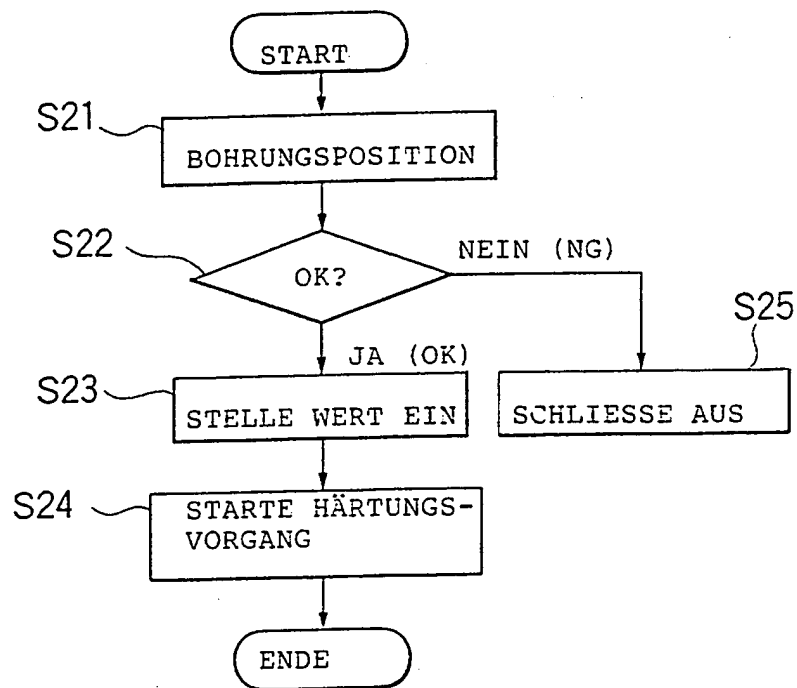 START
S21
BOHRUNGSPOSITION
S22
OK?
NEIN (NG)
S25
JA (OK)
S23
STELLE WERT EIN
SCHLIESSE AUS
S24
STARTE HÄRTUNGS-
VORGANG
ENDE